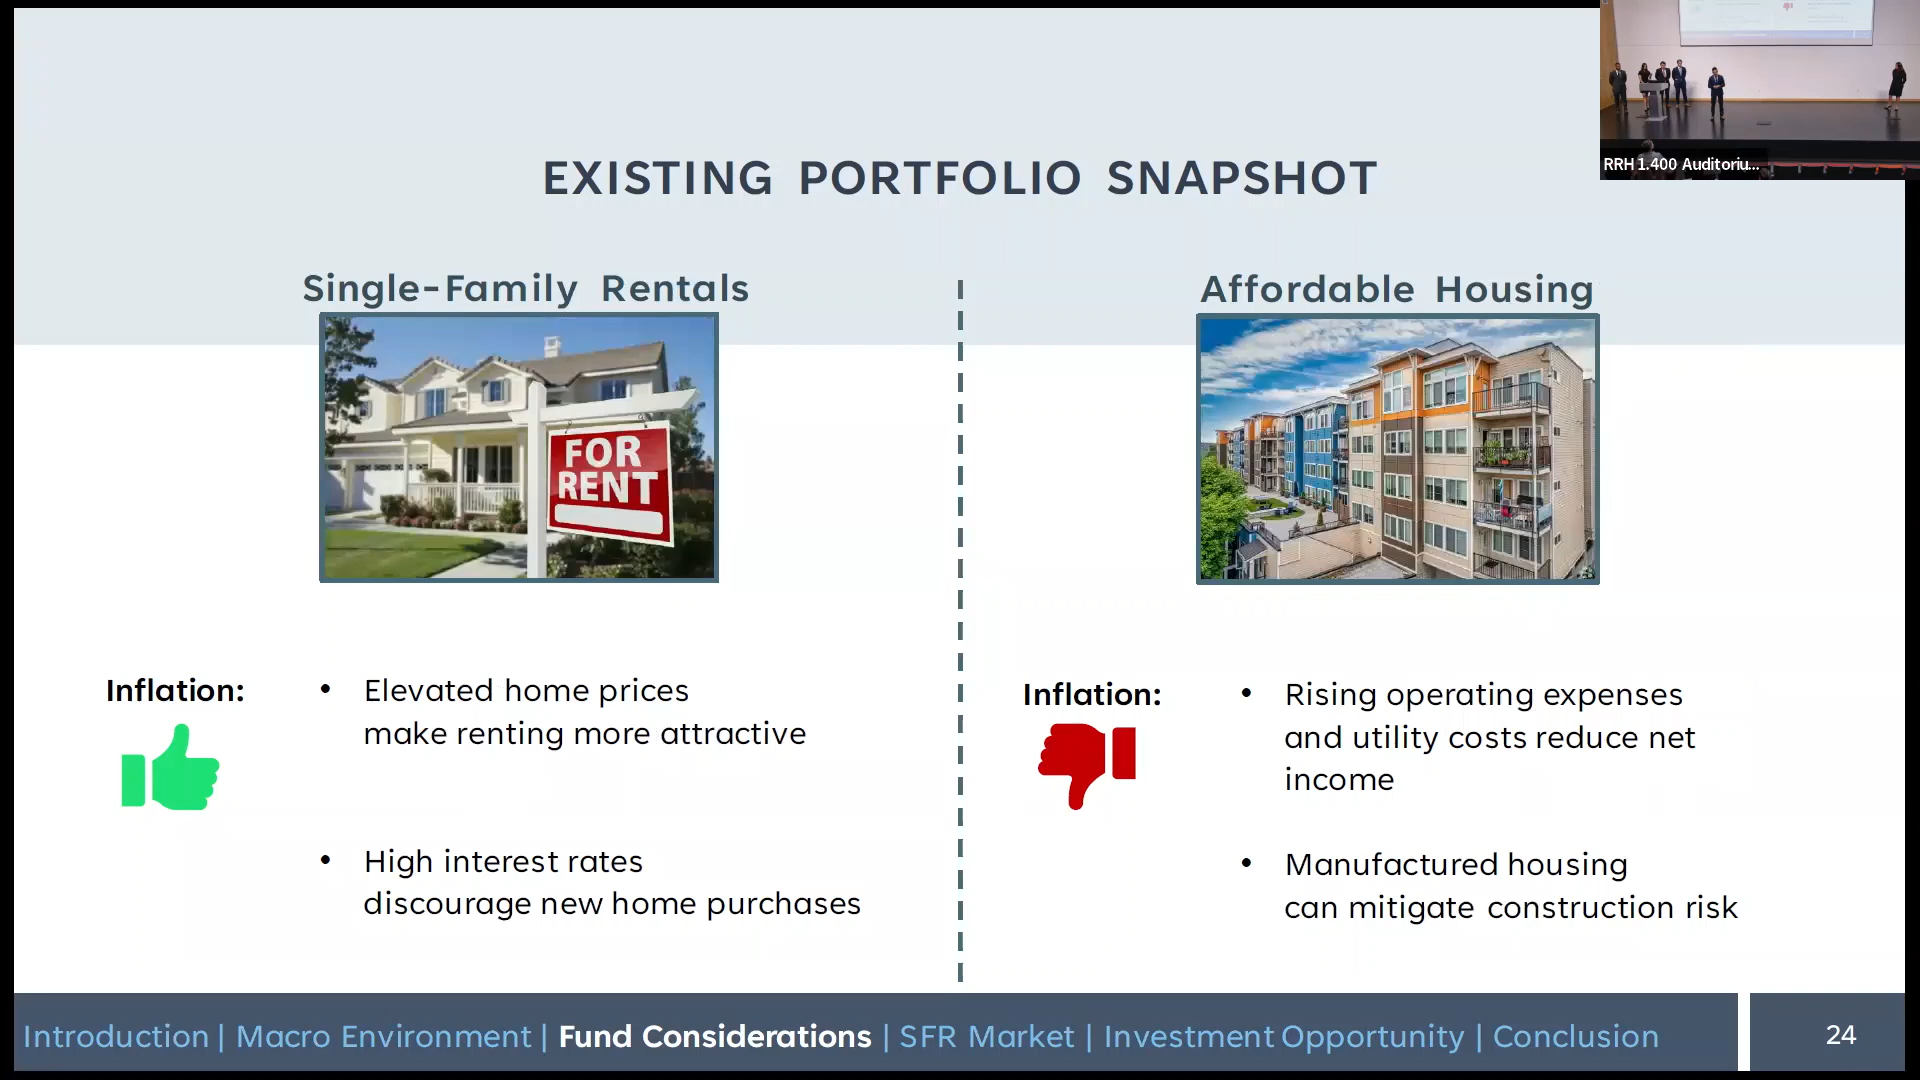 EXISTING PORTFOLIO SNAPSHOT
RRH 1.400 Auditoriu...
Single-Family Rentals
FOR
RENT
Inflation:
• Elevated home prices
make renting more attractive
• High interest rates
discourage new home purchases
Affordable Housing
Inflation:
• Rising operating expenses
and utility costs reduce net
income
• Manufactured housing
can mitigate construction risk
Introduction | Macro Environment | Fund Considerations | SFR Market | Investment Opportunity | Conclusion
24